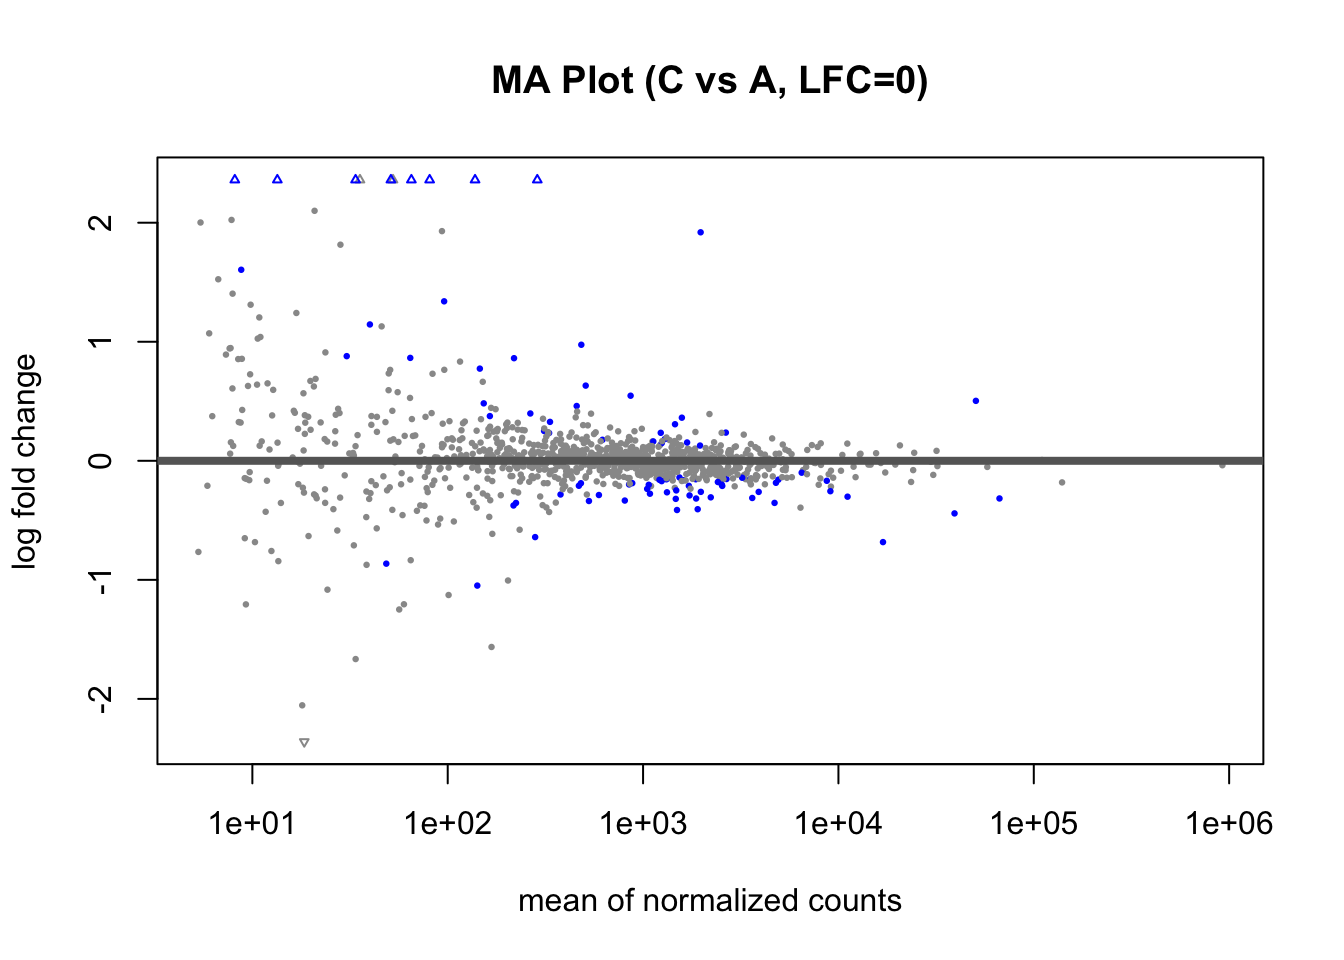 MA Plot (C vs A, LFC=0)
log fold change
2
1
0
-1
-2
1e+01 1e+02 1e+03 1e+04 1e+05 1e+06
mean of normalized counts